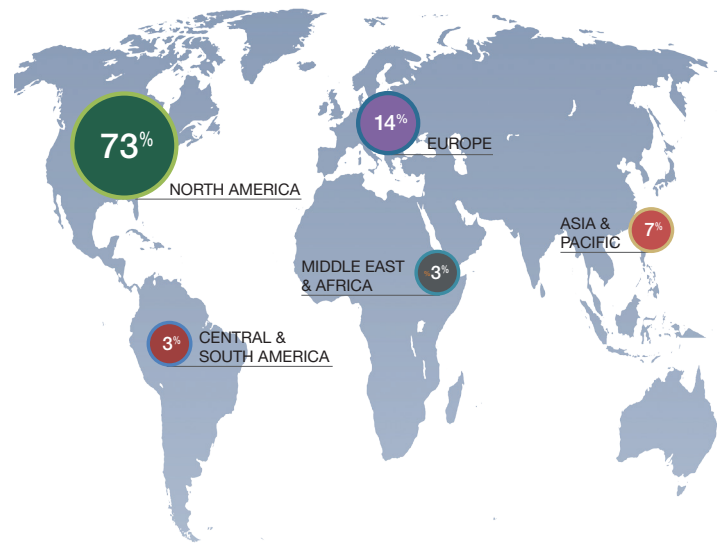 73%
NORTH AMERICA
14%
EUROPE
7%
ASIA &
PACIFIC
%3%
MIDDLE EAST
& AFRICA
3%
CENTRAL &
SOUTH AMERICA